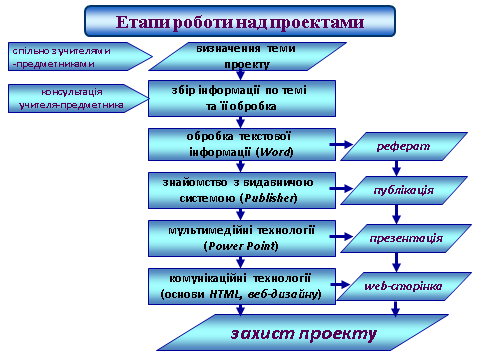 Етапи роботи над проектами
спільно з учителями
-предметниками
визначення теми
проекту
консультація
учителя-предметника
збір інформації по темі
та її обробка
обробка текстової
інформації (Word)
реферат
знайомство з видавничою
системою (Publisher)
публікація
мультимедійні технології
(Power Point)
презентація
комунікаційні технології
(основи HTML, веб-дизайну)
web-сторінка
захист проекту